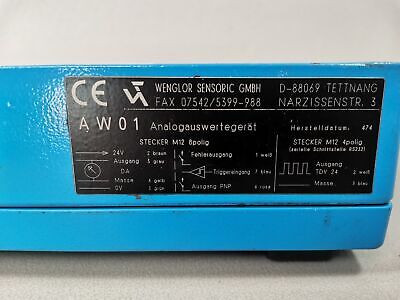 CE WENGLOR SENSORIC GMBH D-88069 TETTNANG
FAX 07542/5399-988 NARZISSENSTR. 3
AW01 Analogauswertegerät Herstelldatum: 474
STECKER M12 8polig STECKER M12 4polig
(serielle Schnittstelle RS232)
24V 2 braun Fehlerausgang 1 weiß Ausgang
Ausgang 5 grau TDV 24 2 weiß
DA Triggereingang 7 blau
Masse 4 gelb Masse 3 blau
0V 3 grün Ausgang PNP 6 rosa